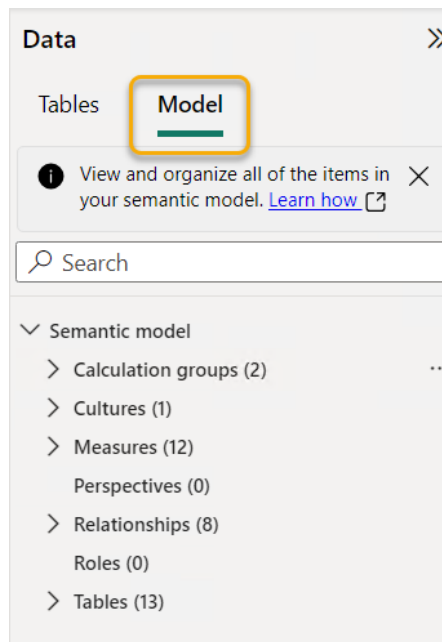 Data
Tables Model
View and organize all of the items in
your semantic model. Learn how
Search
Semantic model
Calculation groups (2)
Cultures (1)
Measures (12)
Perspectives (0)
Relationships (8)
Roles (0)
Tables (13)